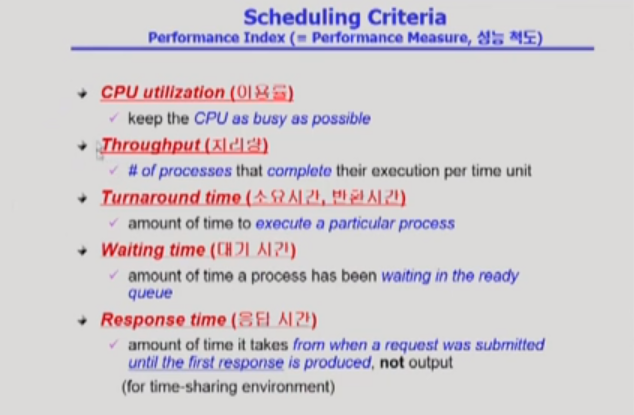 Scheduling Criteria
Performance Index (= Performance Measure, 성능 척도)
CPU utilization (이용률)
keep the CPU as busy as possible
Throughput (처리량)
# of processes that complete their execution per time unit
Turnaround time (소요시간, 반환시간)
amount of time to execute a particular process
Waiting time (대기 시간)
amount of time a process has been waiting in the ready
queue
Response time (응답 시간)
amount of time it takes from when a request was submitted
until the first response is produced, not output
(for time-sharing environment)